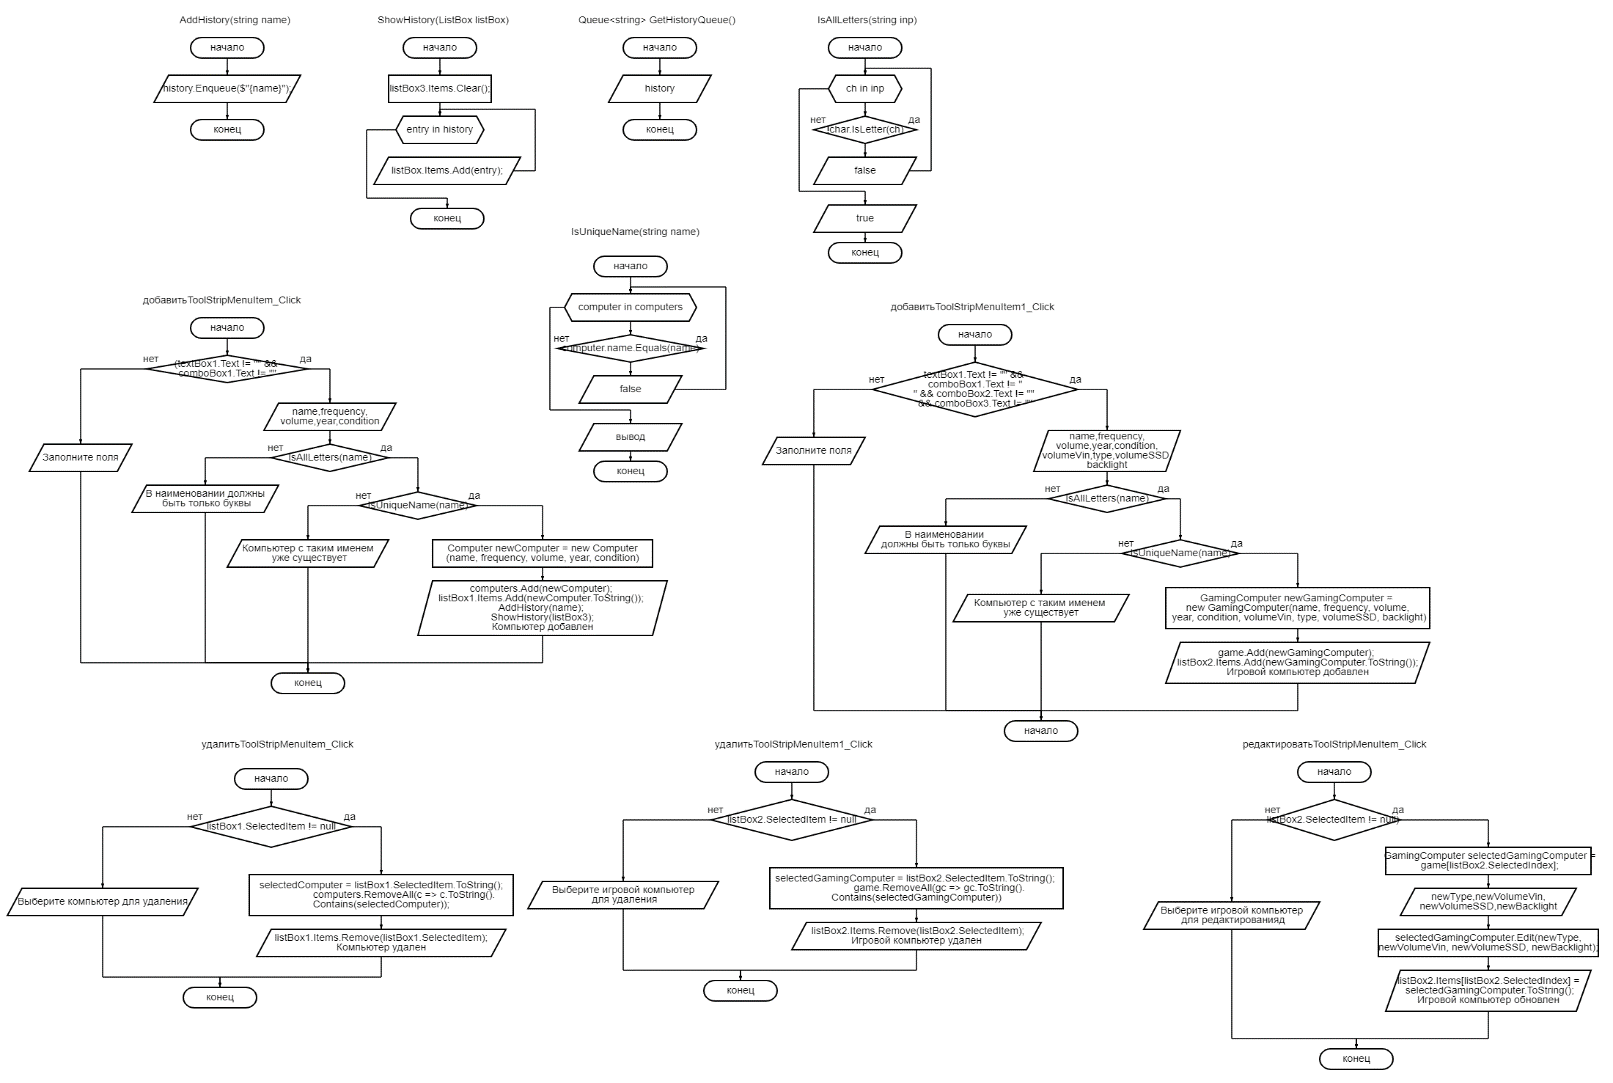 AddHistory(string name)
начало
history.Enqueue($"{name}");
конец
ShowHistory(ListBox listBox)
начало
listBox3.Items.Clear();
entry in history
listBox.Items.Add(entry);
конец
Queue<string> GetHistoryQueue()
начало
history
конец
IsAllLetters(string inp)
начало
ch in inp
нет
да
!char.IsLetter(ch)
false
true
конец
IsUniqueName(string name)
начало
computer in computers
нет
да
computer.name.Equals(name)
false
вывод
конец
добавитьToolStripMenuItem_Click
начало
нет
да
(textBox1.Text != "" &&
comboBox1.Text != ""
name,frequency,
volume,year,condition
Заполните поля
нет
да
IsAllLetters(name)
В наименовании должны
быть только буквы
нет
да
IsUniqueName(name)
Компьютер с таким именем
уже существует
Computer newComputer = new Computer
(name, frequency, volume, year, condition)
computers.Add(newComputer);
listBox1.Items.Add(newComputer.ToString());
AddHistory(name);
ShowHistory(listBox3);
Компьютер добавлен
конец
добавитьToolStripMenuItem1_Click
начало
нет
да
textBox1.Text != "" &&
comboBox1.Text != "
" && comboBox2.Text != ""
&& comboBox3.Text != ""
Заполните поля
name,frequency,
volume,year,condition,
volumeVin,type,volumeSSD
backlight
нет
да
IsAllLetters(name)
В наименовании
должны быть только буквы
нет
да
IsUniqueName(name)
Компьютер с таким именем
уже существует
GamingComputer newGamingComputer =
new GamingComputer(name, frequency, volume,
year, condition, volumeVin, type, volumeSSD, backlight)
game.Add(newGamingComputer);
listBox2.Items.Add(newGamingComputer.ToString());
Игровой компьютер добавлен
начало
удалитьToolStripMenuItem_Click
начало
нет
да
listBox1.SelectedItem != null
Выберите компьютер для удаления
selectedComputer = listBox1.SelectedItem.ToString();
computers.RemoveAll(c => c.ToString().
Contains(selectedComputer));
listBox1.Items.Remove(listBox1.SelectedItem);
Компьютер удален
конец
удалитьToolStripMenuItem1_Click
начало
нет
да
listBox2.SelectedItem != null
Выберите игровой компьютер
для удаления
selectedGamingComputer = listBox2.SelectedItem.ToString();
game.RemoveAll(gc => gc.ToString().
Contains(selectedGamingComputer))
listBox2.Items.Remove(listBox2.SelectedItem);
Игровой компьютер удален
конец
редактироватьToolStripMenuItem_Click
начало
нет
да
listBox2.SelectedItem != null)
GamingComputer selectedGamingComputer =
game[listBox2.SelectedIndex];
Выберите игровой компьютер
для редактированияд
newType,newVolumeVin,
newVolumeSSD,newBacklight
selectedGamingComputer.Edit(newType,
newVolumeVin, newVolumeSSD, newBacklight);
listBox2.Items[listBox2.SelectedIndex] =
selectedGamingComputer.ToString();
Игровой компьютер обновлен
конец